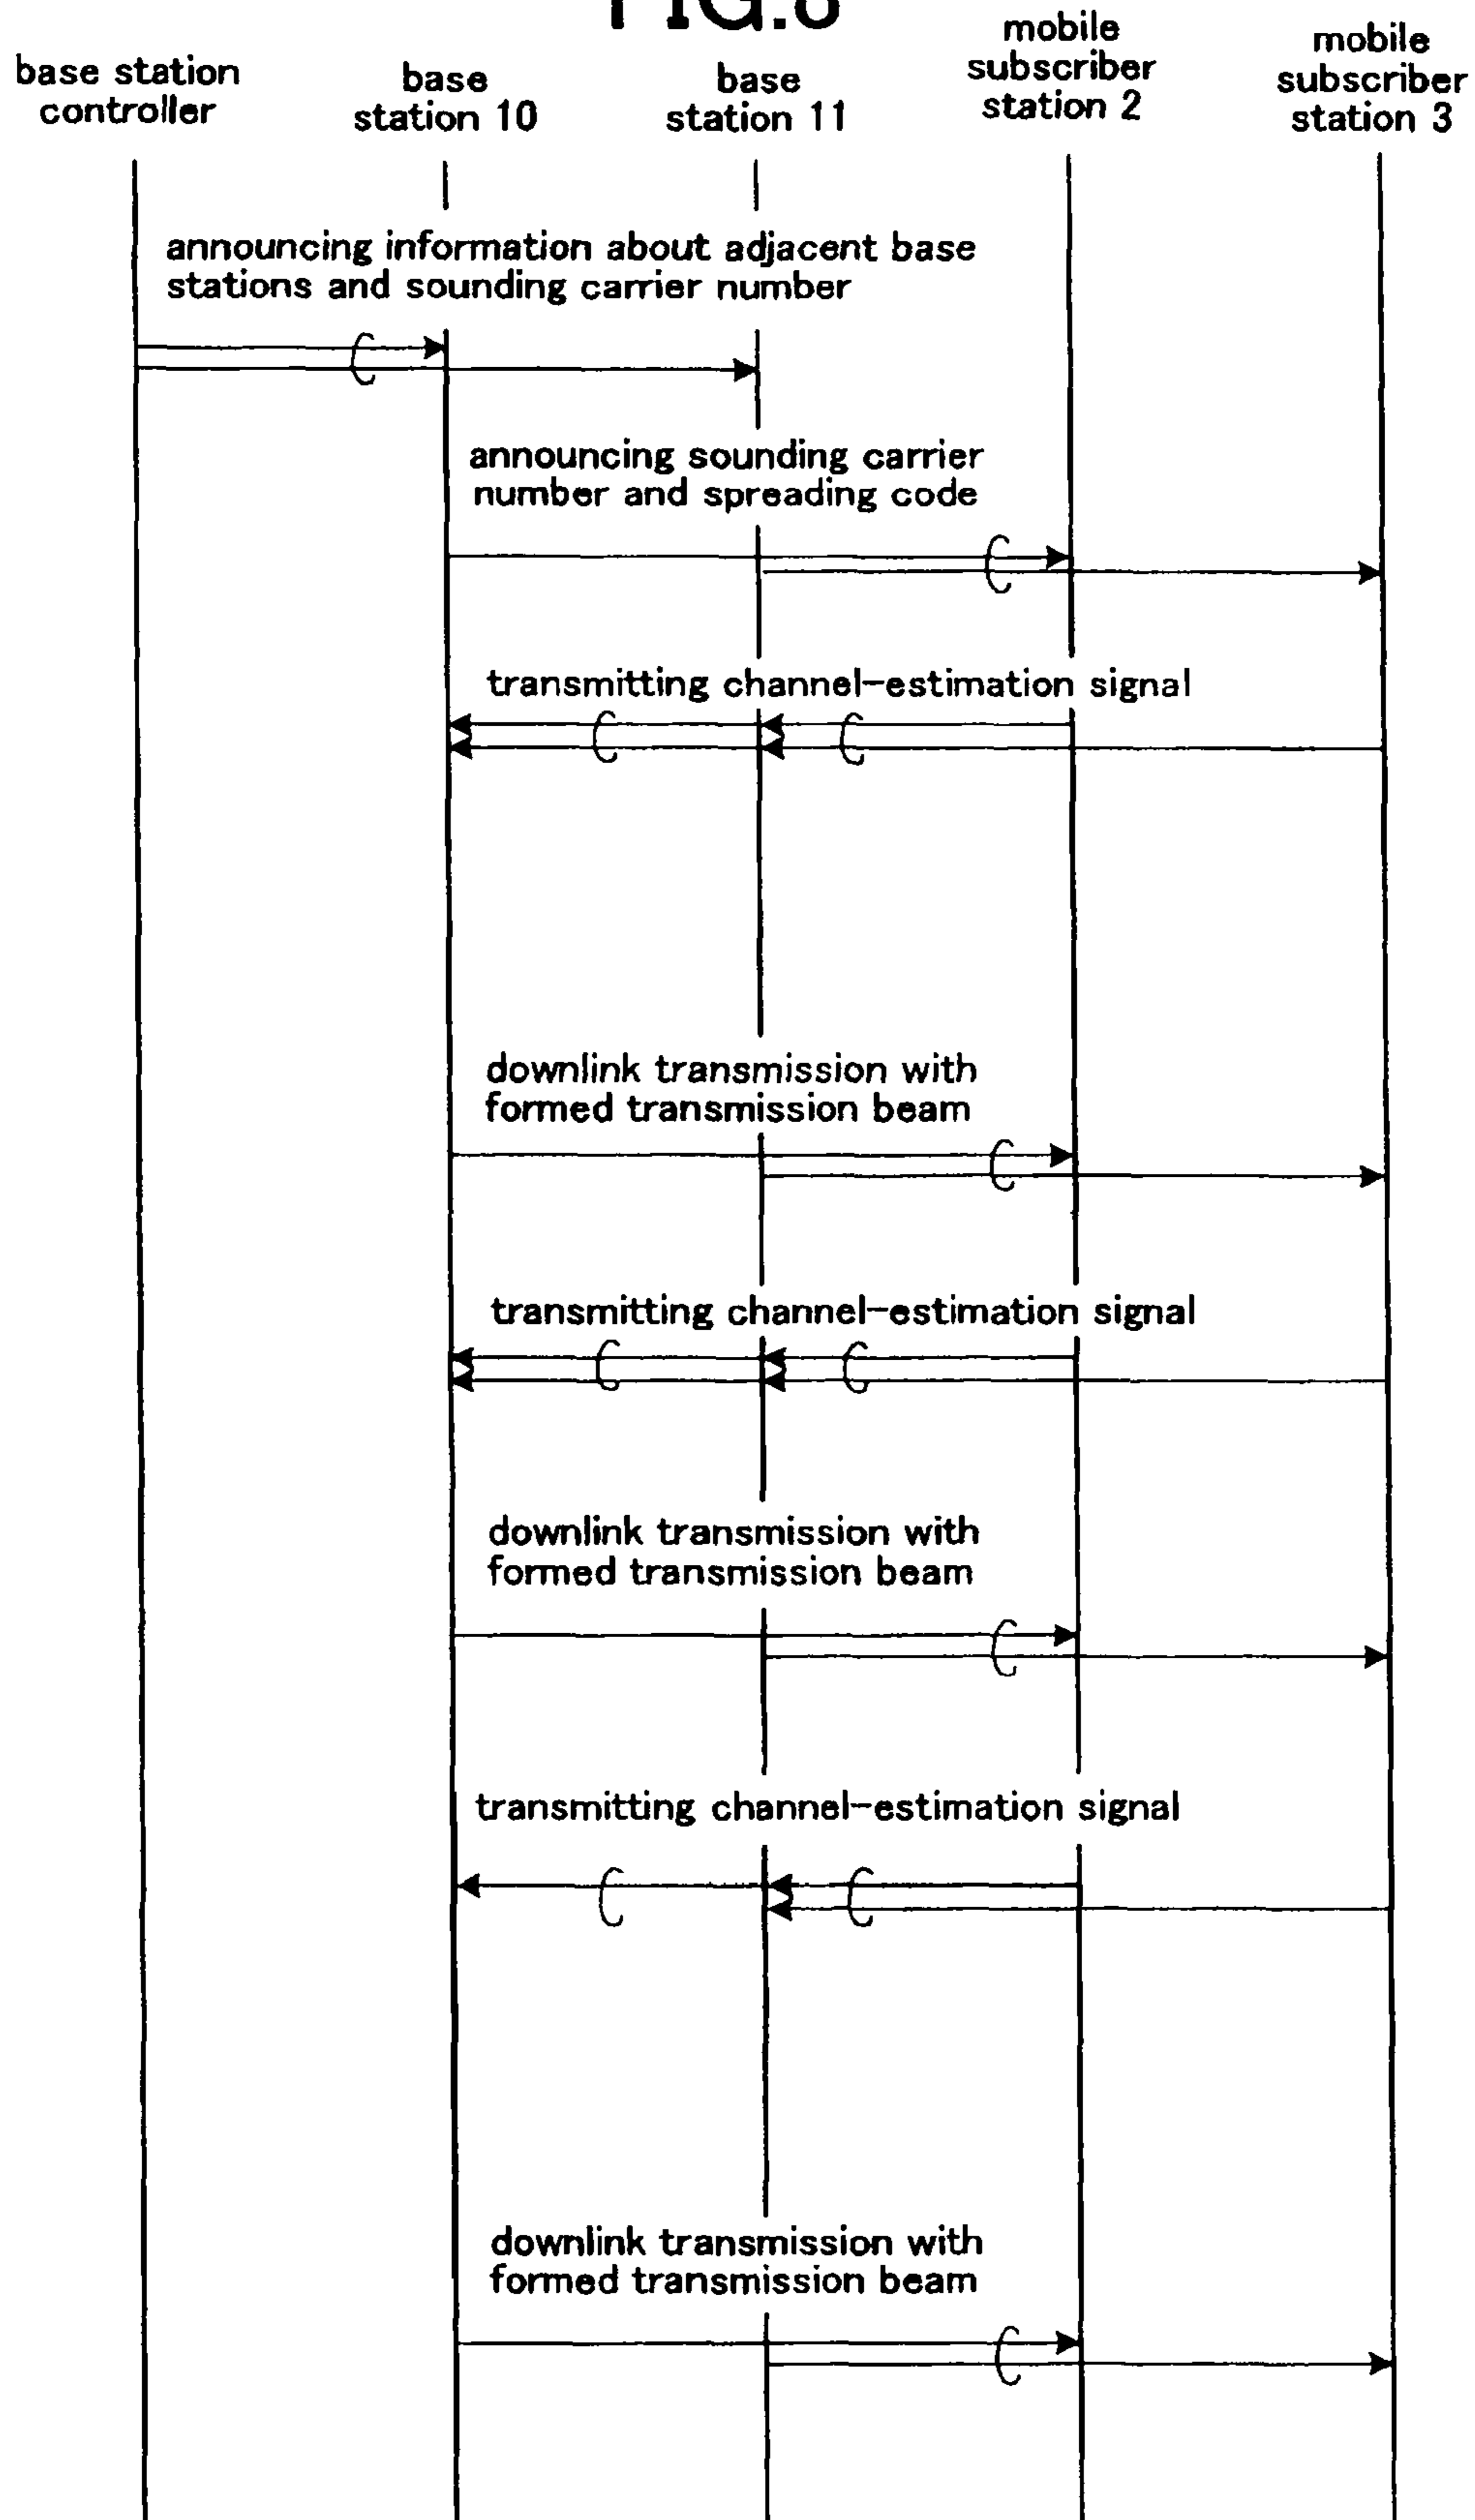 FIG.8
base station
controller
base
station 10
base
station 11
mobile
subscriber
station 2
mobile
subscriber
station 3
announcing information about adjacent base
stations and sounding carrier number
announcing sounding carrier
number and spreading code
transmitting channel-estimation signal
downlink transmission with
formed transmission beam
transmitting channel-estimation signal
downlink transmission with
formed transmission beam
transmitting channel-estimation signal
downlink transmission with
formed transmission beam